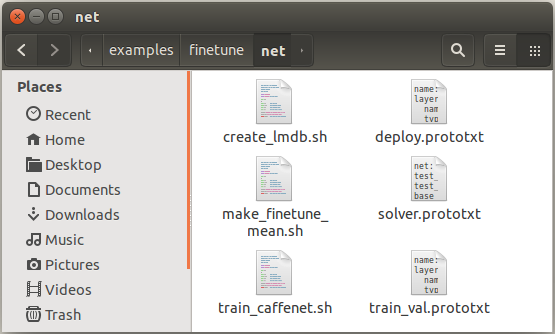 net
examples
finetune
net
Places
Recent
Home
Desktop
Documents
Downloads
Music
Pictures
Videos
Trash
create_lmdb.sh
name:
layer
nam
typ
deploy.prototxt
make_finetune_
mean.sh
net:
test_
test_
base_
solver.prototxt
train_caffenet.sh
name:
layer
nam
typ
train_val.prototxt